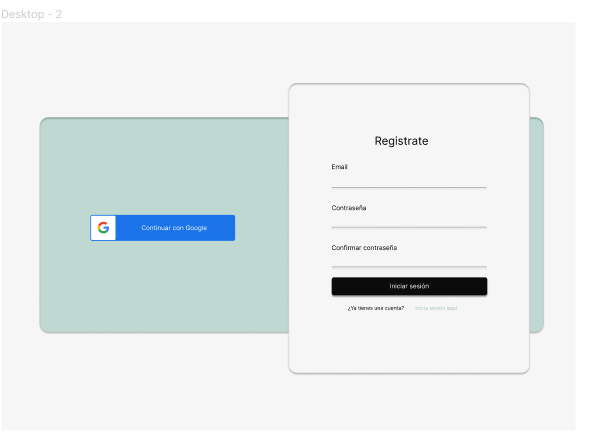 Desktop - 2
Registrate
Email
Contraseña
Continuar con Google
Confirmar contraseña
Iniciar sesión
¿Ya tienes una cuenta? Inicia sesión aquí